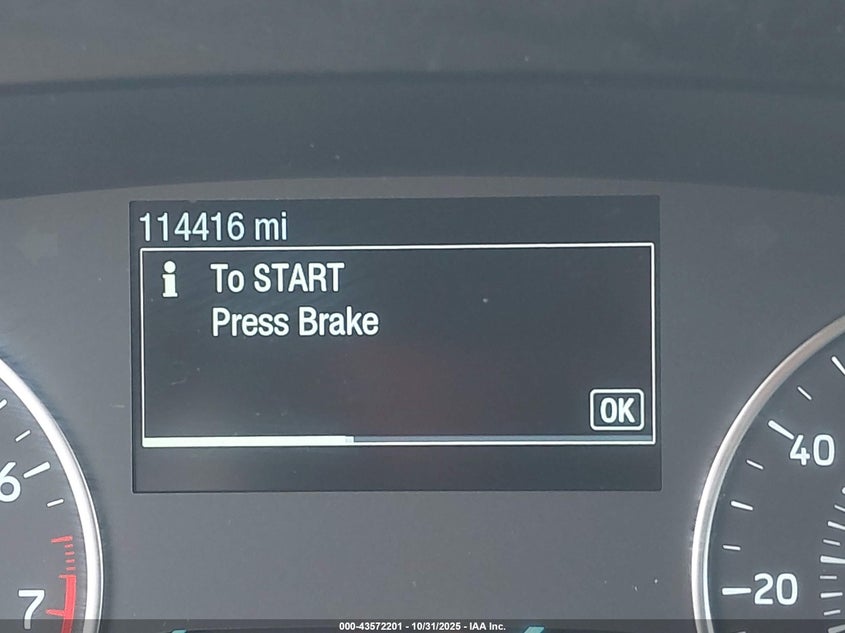 114416 mi
i To START
Press Brake
OK
6
7
40
20
000-43572201 - 10/31/2025 - IAA Inc.